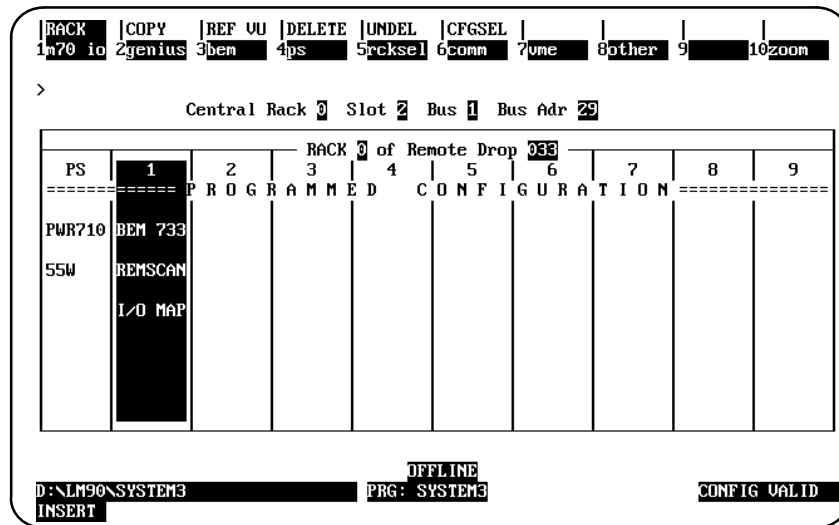 RACK |COPY |REF VU |DELETE |UNDEL |CFGSEL | | | |
1m70 io 2genius 3bem 4ps 5rcksel 6comm 7vme 8other 9 10zoom
>
Central Rack 0 Slot 2 Bus 1 Bus Adr 29
RACK 0 of Remote Drop 033
PS 1 2 3 4 5 6 7 8 9
============= P R O G R A M M E D C O N F I G U R A T I O N ===============
PWR710 BEM 733
55W REMSCAN
I/O MAP
OFFLINE
D:\LM90\SYSTEM3 PRG: SYSTEM3 CONFIG VALID
INSERT